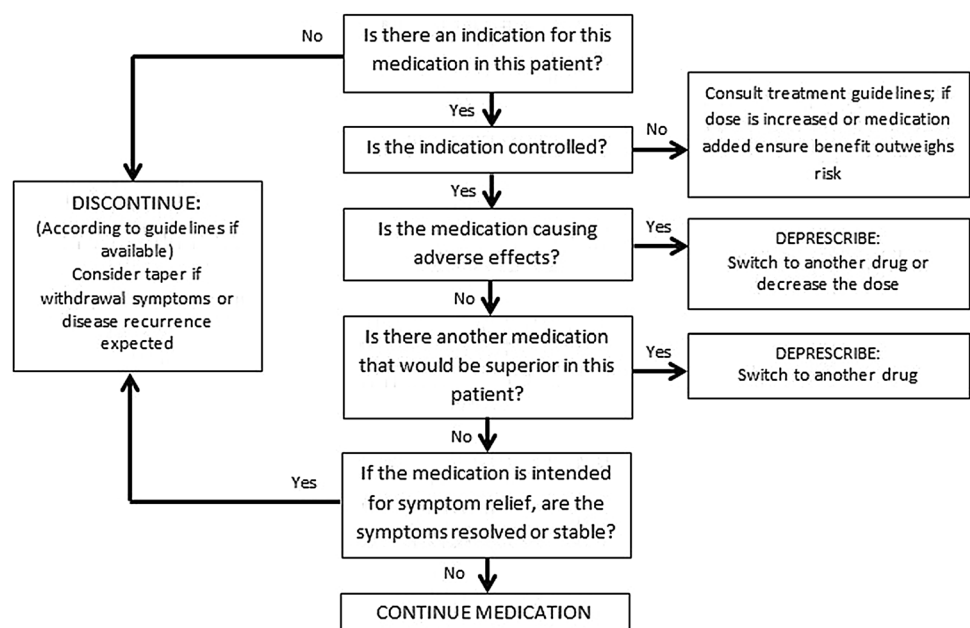 No
Is there an indication for this
medication in this patient?
Yes
Is the indication controlled?
No
Consult treatment guidelines; if
dose is increased or medication
added ensure benefit outweighs
risk
Yes
DISCONTINUE:
(According to guidelines if
available)
Consider taper if
withdrawal symptoms or
disease recurrence
expected
Is the medication causing
adverse effects?
Yes
DEPRESCRIBE:
Switch to another drug or
decrease the dose
No
Is there another medication
that would be superior in this
patient?
Yes
DEPRESCRIBE:
Switch to another drug
No
If the medication is intended
for symptom relief, are the
symptoms resolved or stable?
Yes
No
CONTINUE MEDICATION